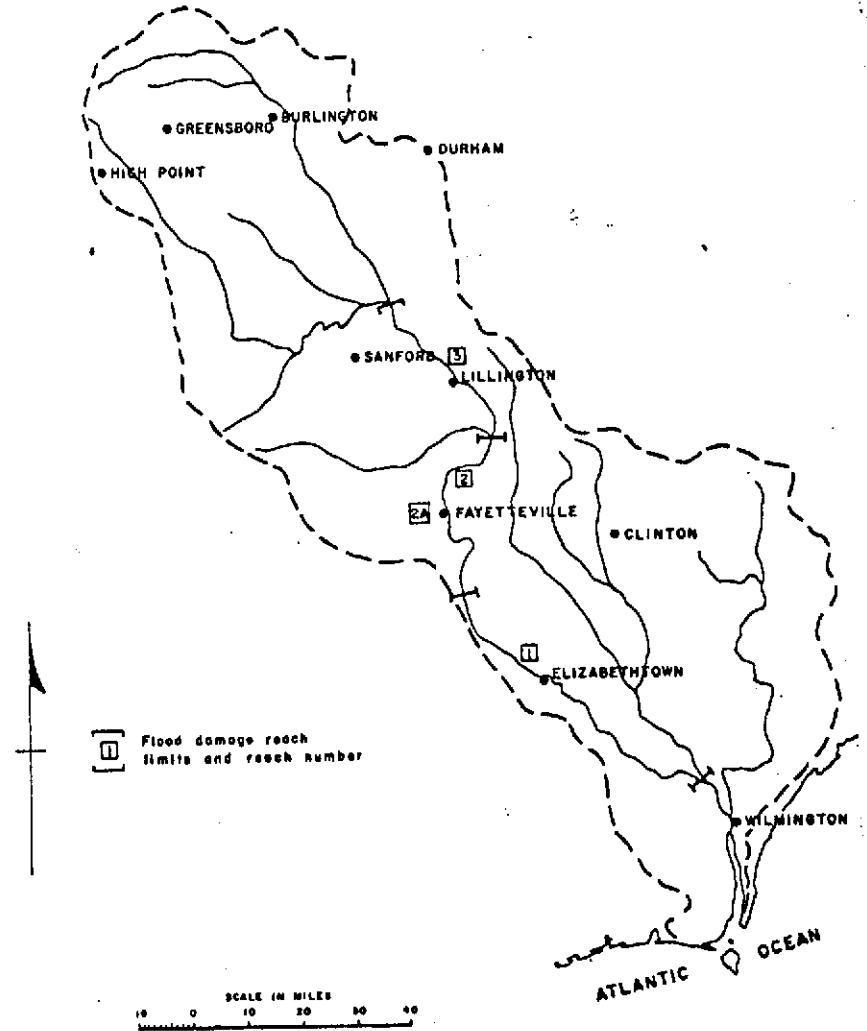 BURLINGTON
GREENSBORO
DURHAM
HIGH POINT
SANFORD
3
LILLINGTON
2
2A
FAYETTEVILLE
CLINTON
1
ELIZABETHTOWN
1
Flood damage reach
limits and reach number
WILMINGTON
ATLANTIC OCEAN
SCALE IN MILES
10 0 10 20 30 40